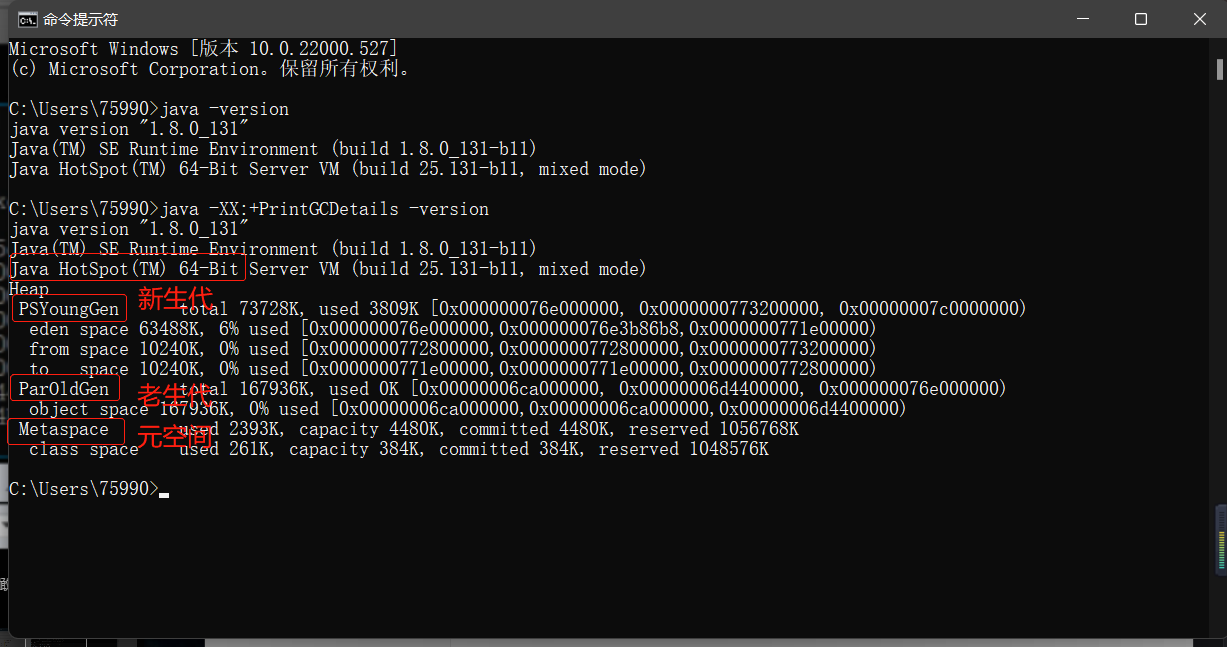 命令提示符
Microsoft Windows [版本 10.0.22000.527]
(c) Microsoft Corporation。保留所有权利。
C:\Users\75990>java -version
java version "1.8.0_131"
Java(TM) SE Runtime Environment (build 1.8.0_131-b11)
Java HotSpot(TM) 64-Bit Server VM (build 25.131-b11, mixed mode)
C:\Users\75990>java -XX:+PrintGCDetails -version
java version "1.8.0_131"
Java(TM) SE Runtime Environment (build 1.8.0_131-b11)
Java HotSpot(TM) 64-Bit Server VM (build 25.131-b11, mixed mode)
Heap
PSYoungGen 新生代 total 73728K, used 3809K [0x000000076e000000, 0x0000000773200000, 0x00000007c0000000)
eden space 63488K, 6% used [0x000000076e000000,0x000000076e3b86b8,0x0000000771e00000)
from space 10240K, 0% used [0x0000000772800000,0x0000000772800000,0x0000000773200000)
to space 10240K, 0% used [0x0000000771e00000,0x0000000771e00000,0x0000000772800000)
ParOldGen 老生代 total 167936K, used 0K [0x00000006ca000000, 0x00000006d4400000, 0x000000076e000000)
object space 167936K, 0% used [0x00000006ca000000,0x00000006ca000000,0x00000006d4400000)
Metaspace 元空间 used 2393K, capacity 4480K, committed 4480K, reserved 1056768K
class space used 261K, capacity 384K, committed 384K, reserved 1048576K
C:\Users\75990>